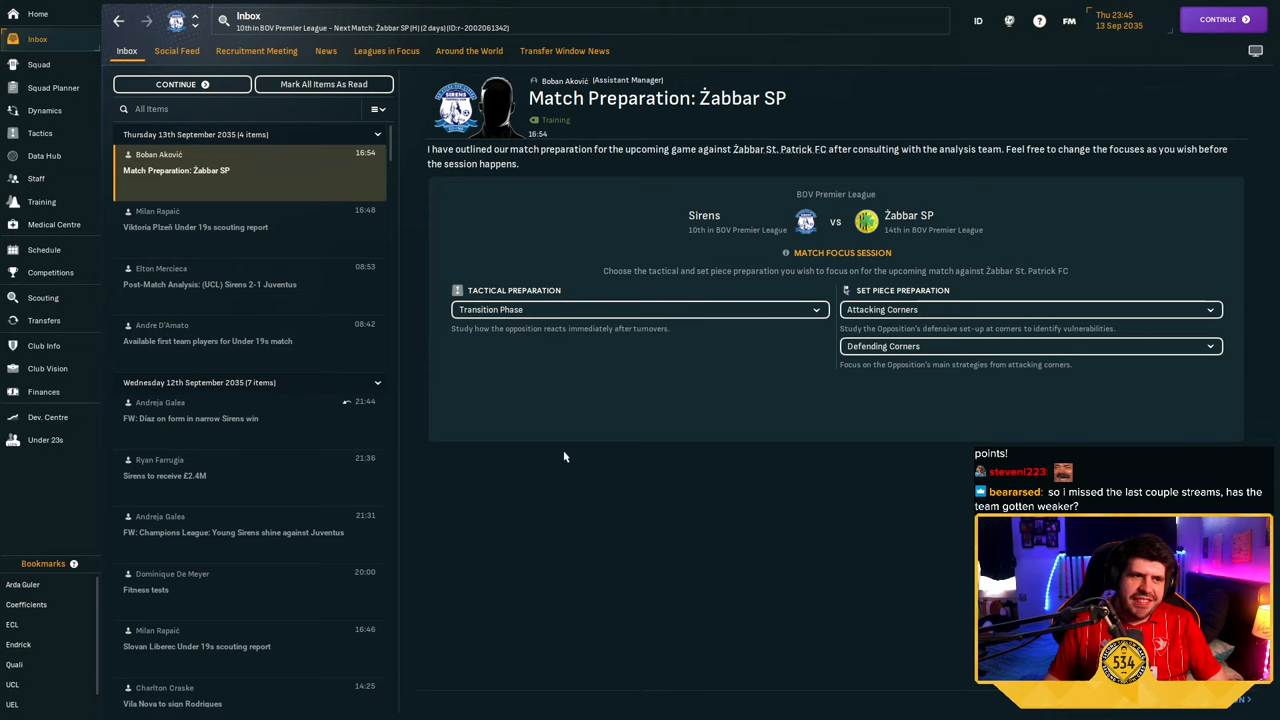 Home
Inbox
Squad
Squad Planner
Dynamics
Tactics
Data Hub
Staff
Training
Medical Centre
Schedule
Competitions
Scouting
Transfers
Club Info
Club Vision
Finances
Dev. Centre
Under 23s
Bookmarks ?
Arda Guler
Coefficients
ECL
Endrick
Quali
UCL
UEL
Inbox
10th in BOV Premier League - Next Match: Żabbar SP (H) (2 days) (ID:r-2002061342)
ID
?
FM
Thu 23:45
13 Sep 2035
CONTINUE
Inbox
Social Feed
Recruitment Meeting
News
Leagues in Focus
Around the World
Transfer Window News
CONTINUE
Mark All Items As Read
All Items
Thursday 13th September 2035 (4 items)
Boban Aković 16:54
Match Preparation: Żabbar SP
Milan Rapaić 16:48
Viktoria Plzeň Under 19s scouting report
Elton Mercieca 08:53
Post-Match Analysis: (UCL) Sirens 2-1 Juventus
Andre D'Amato 08:42
Available first team players for Under 19s match
Wednesday 12th September 2035 (7 items)
Andreja Galea 21:44
FW: Díaz on form in narrow Sirens win
Ryan Farrugia 21:36
Sirens to receive £2.4M
Andreja Galea 21:31
FW: Champions League: Young Sirens shine against Juventus
Dominique De Meyer 20:00
Fitness tests
Milan Rapaić 16:46
Slovan Liberec Under 19s scouting report
Charlton Craske 14:25
Vila Nova to sign Rodrigues
SIRENS
Boban Aković (Assistant Manager)
Match Preparation: Żabbar SP
Training
16:54
I have outlined our match preparation for the upcoming game against Żabbar St. Patrick FC after consulting with the analysis team. Feel free to change the focuses as you wish before
the session happens.
BOV Premier League
Sirens
10th in BOV Premier League
VS
Żabbar SP
14th in BOV Premier League
MATCH FOCUS SESSION
Choose the tactical and set piece preparation you wish to focus on for the upcoming match against Żabbar St. Patrick FC
TACTICAL PREPARATION
Transition Phase
Study how the opposition reacts immediately after turnovers.
SET PIECE PREPARATION
Attacking Corners
Study the Opposition's defensive set-up at corners to identify vulnerabilities.
Defending Corners
Focus on the Opposition's main strategies from attacking corners.
points!
stevenl223:
beararsed: so i missed the last couple streams, has the
team gotten weaker?
534